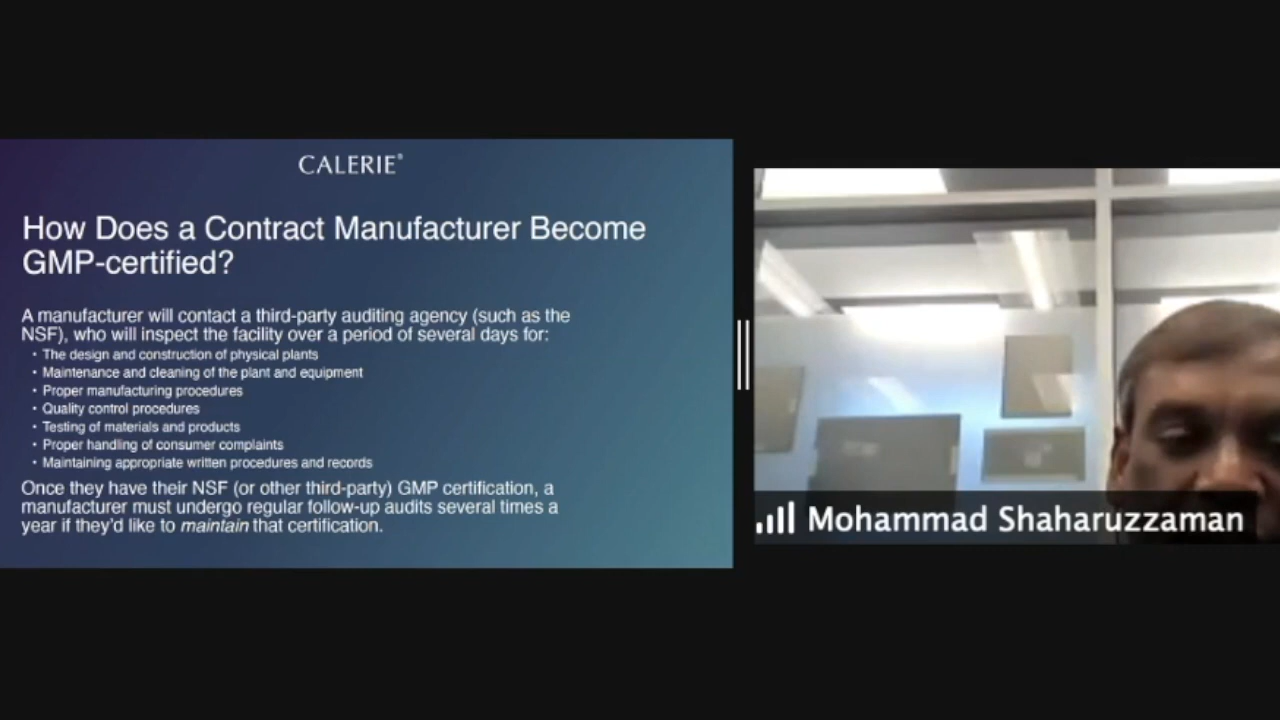 CALERIE®
How Does a Contract Manufacturer Become
GMP-certified?
A manufacturer will contact a third-party auditing agency (such as the
NSF), who will inspect the facility over a period of several days for:
• The design and construction of physical plants
• Maintenance and cleaning of the plant and equipment
• Proper manufacturing procedures
• Quality control procedures
• Testing of materials and products
• Proper handling of consumer complaints
• Maintaining appropriate written procedures and records
Once they have their NSF (or other third-party) GMP certification, a
manufacturer must undergo regular follow-up audits several times a
year if they'd like to maintain that certification.
Mohammad Shaharuzzaman